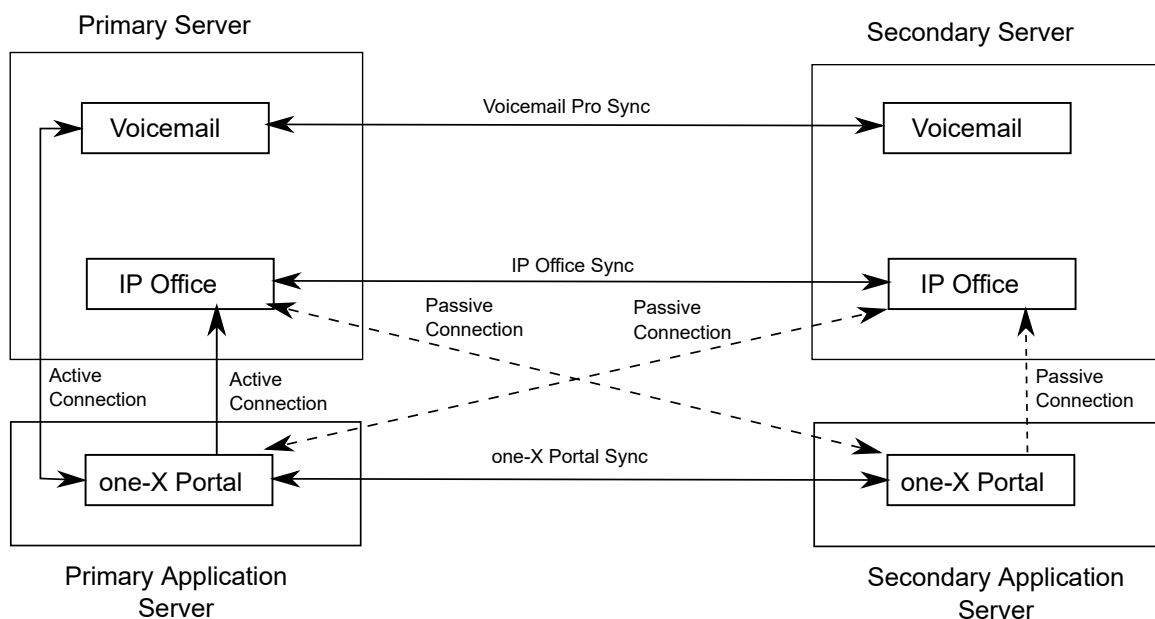 Primary Server
Secondary Server
Voicemail
Voicemail Pro Sync
Voicemail
IP Office
IP Office Sync
IP Office
Passive
Connection
Passive
Connection
Active
Connection
Active
Connection
Passive
Connection
one-X Portal
one-X Portal Sync
one-X Portal
Primary Application
Server
Secondary Application
Server